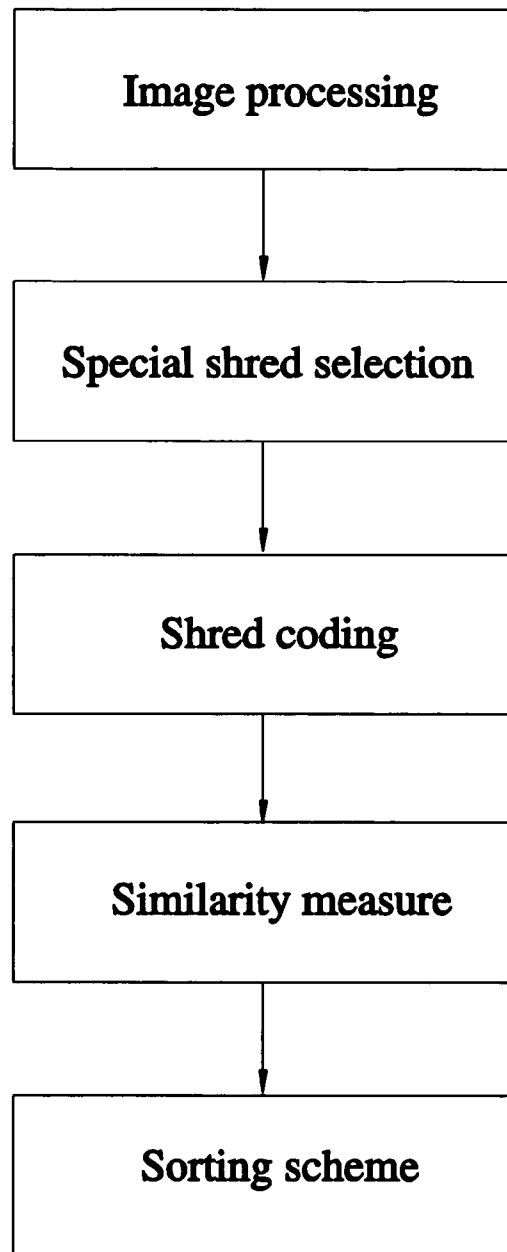 Image processing
Special shred selection
Shred coding
Similarity measure
Sorting scheme